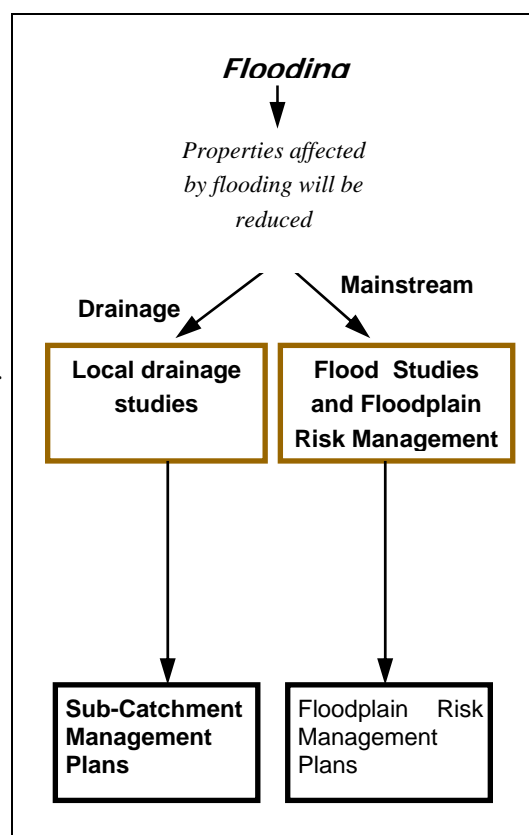 Flooding
Properties affected
by flooding will be
reduced
Mainstream
Drainage
Local drainage
studies
Flood Studies
and Floodplain
Risk Management
Sub-Catchment
Management
Plans
Floodplain Risk
Management
Plans